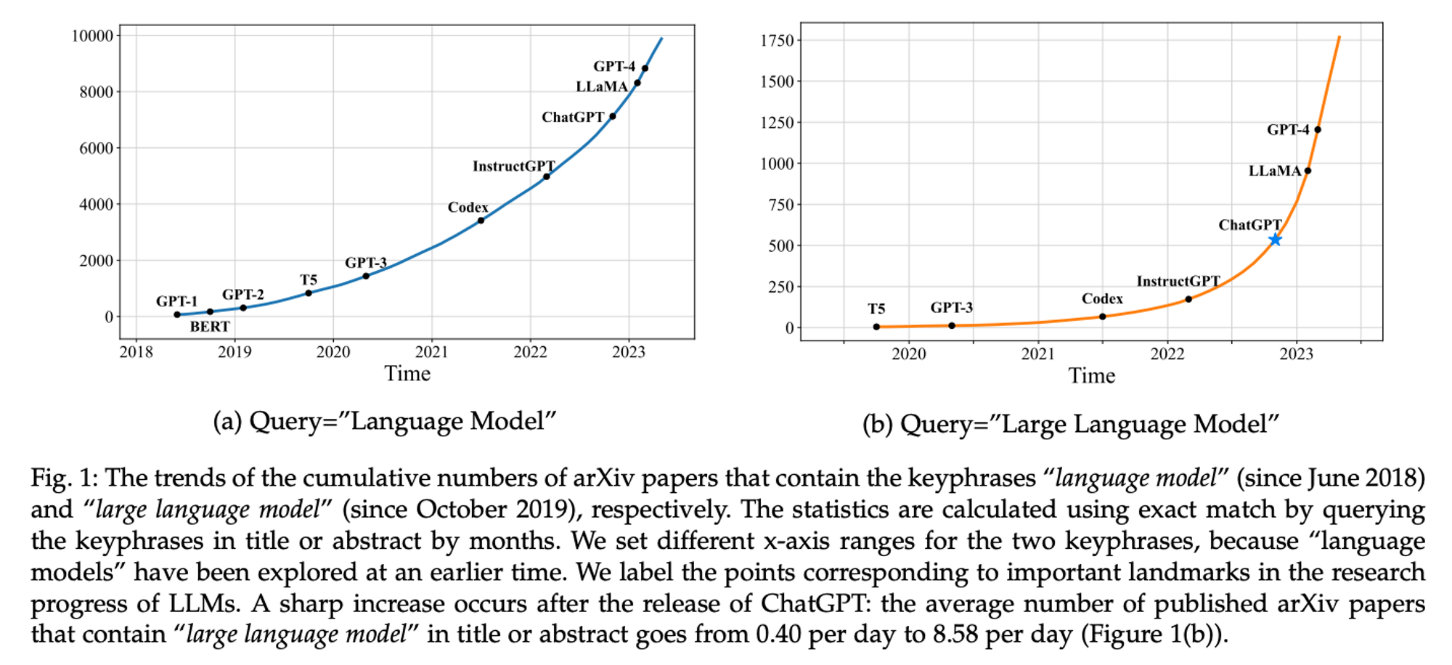 10000
8000
6000
4000
2000
0
GPT-4
LLaMA
ChatGPT
InstructGPT
Codex
GPT-3
T5
GPT-1
GPT-2
BERT
2018 2019 2020 2021 2022 2023
Time
(a) Query=”Language Model”
1750
1500
1250
1000
750
500
250
0
GPT-4
LLaMA
ChatGPT
InstructGPT
Codex
T5
GPT-3
2020 2021 2022 2023
Time
(b) Query=”Large Language Model”
Fig. 1: The trends of the cumulative numbers of arXiv papers that contain the keyphrases “language model” (since June 2018)
and “large language model” (since October 2019), respectively. The statistics are calculated using exact match by querying
the keyphrases in title or abstract by months. We set different x-axis ranges for the two keyphrases, because “language
models” have been explored at an earlier time. We label the points corresponding to important landmarks in the research
progress of LLMs. A sharp increase occurs after the release of ChatGPT: the average number of published arXiv papers
that contain “large language model” in title or abstract goes from 0.40 per day to 8.58 per day (Figure 1(b)).